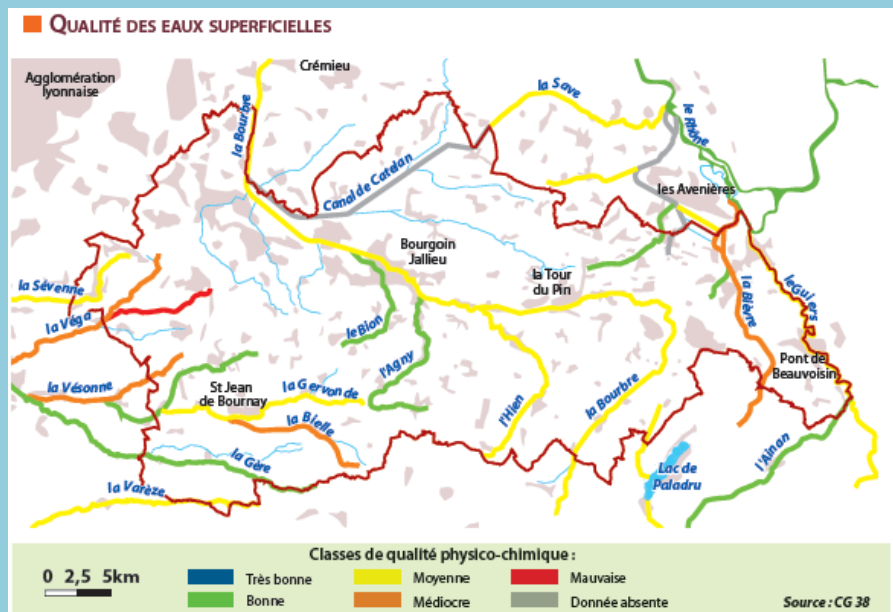 QUALITÉ DES EAUX SUPERFICIELLES
Agglomération
lyonnaise
Crémieu
la Bourbre
la Save
le Rhône
Canal de Catelan
les Avenières
Bourgoin
Jallieu
la Tour
du Pin
la Sévenne
la Véga
le Bion
la Bièvre
le Guiers
l'Agny
Pont de
Beauvoisin
la Vésonne
St Jean
de Bournay
la Gervonde
l'Hien
la Bourbre
la Bielle
la Gère
l'Ainan
Lac de
Paladru
la Varèze
Classes de qualité physico-chimique :
0 2,5 5km
Très bonne
Moyenne
Mauvaise
Bonne
Médiocre
Donnée absente
Source : CG 38